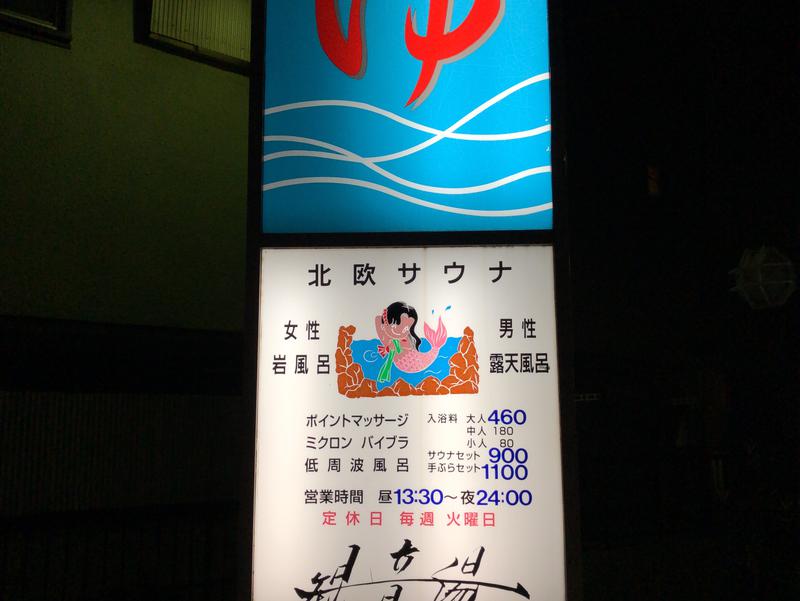 ゆ
北欧サウナ
女性
岩風呂
男性
露天風呂
ポイントマッサージ
ミクロン バイブラ
低周波風呂
入浴料 大人460
中人 180
小人 80
サウナセット900
手ぶらセット1100
営業時間 昼13:30〜夜24:00
定休日 毎週 火曜日